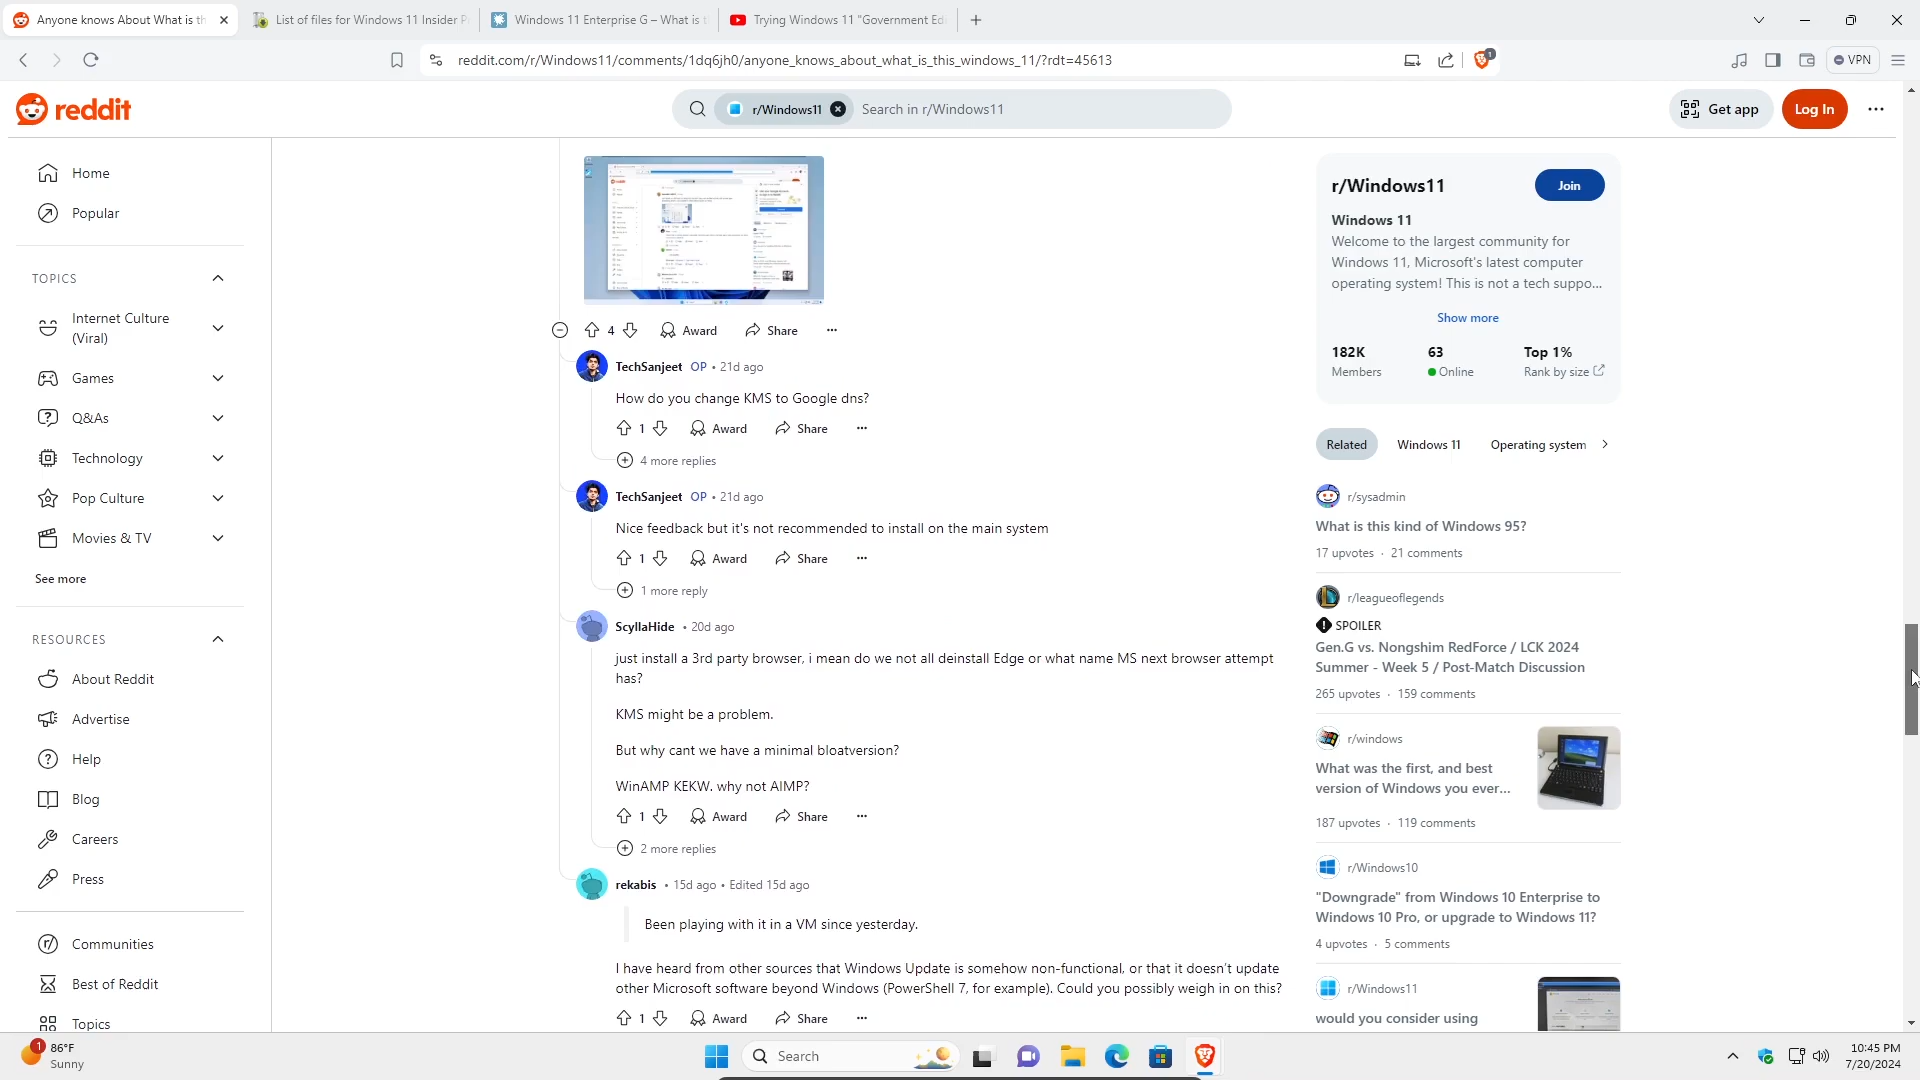 Anyone knows About What is th
List of files for Windows 11 Insider P
Windows 11 Enterprise G – What is t
Trying Windows 11 "Government Ed
reddit.com/r/Windows11/comments/1dq6jh0/anyone_knows_about_what_is_this_windows_11/?rdt=45613
1
VPN
reddit
r/Windows11
Search in r/Windows11
Get app
Log In
Home
Popular
TOPICS
Internet Culture
(Viral)
Games
Q&As
Technology
Pop Culture
Movies & TV
See more
RESOURCES
About Reddit
Advertise
Help
Blog
Careers
Press
Communities
Best of Reddit
Topics
4
Award
Share
TechSanjeet OP • 21d ago
How do you change KMS to Google dns?
1
Award
Share
4 more replies
TechSanjeet OP • 21d ago
Nice feedback but it's not recommended to install on the main system
1
Award
Share
1 more reply
ScyllaHide • 20d ago
just install a 3rd party browser, i mean do we not all deinstall Edge or what name MS next browser attempt
has?
KMS might be a problem.
But why cant we have a minimal bloatversion?
WinAMP KEKW. why not AIMP?
1
Award
Share
2 more replies
rekabis • 15d ago • Edited 15d ago
Been playing with it in a VM since yesterday.
I have heard from other sources that Windows Update is somehow non-functional, or that it doesn't update
other Microsoft software beyond Windows (PowerShell 7, for example). Could you possibly weigh in on this?
1
Award
Share
r/Windows11
Join
Windows 11
Welcome to the largest community for
Windows 11, Microsoft's latest computer
operating system! This is not a tech suppo...
Show more
182K
Members
63
Online
Top 1%
Rank by size
Related
Windows 11
Operating system
r/sysadmin
What is this kind of Windows 95?
17 upvotes · 21 comments
r/leagueoflegends
SPOILER
Gen.G vs. Nongshim RedForce / LCK 2024
Summer - Week 5 / Post-Match Discussion
265 upvotes · 159 comments
r/windows
What was the first, and best
version of Windows you ever...
187 upvotes · 119 comments
r/Windows10
"Downgrade" from Windows 10 Enterprise to
Windows 10 Pro, or upgrade to Windows 11?
4 upvotes · 5 comments
r/Windows11
would you consider using
1
86°F
Sunny
Search
10:45 PM
7/20/2024